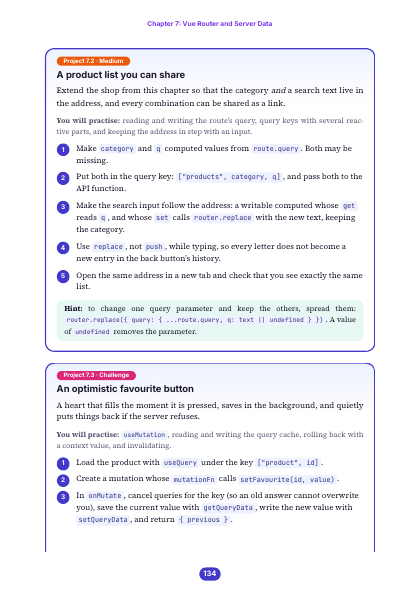 Chapter 7: Vue Router and Server Data
Project 7.2 · Medium
A product list you can share
Extend the shop from this chapter so that the category and a search text live in
the address, and every combination can be shared as a link.
You will practise: reading and writing the route's query, query keys with several reac-
tive parts, and keeping the address in step with an input.
1 Make category and q computed values from route.query. Both may be
missing.
2 Put both in the query key: ["products", category, q], and pass both to the
API function.
3 Make the search input follow the address: a writable computed whose get
reads q, and whose set calls router.replace with the new text, keeping
the category.
4 Use replace, not push, while typing, so every letter does not become a
new entry in the back button's history.
5 Open the same address in a new tab and check that you see exactly the same
list.
Hint: to change one query parameter and keep the others, spread them:
router.replace({ query: { ...route.query, q: text || undefined } }). A value
of undefined removes the parameter.
Project 7.3 · Challenge
An optimistic favourite button
A heart that fills the moment it is pressed, saves in the background, and quietly
puts things back if the server refuses.
You will practise: useMutation, reading and writing the query cache, rolling back with
a context value, and invalidating.
1 Load the product with useQuery under the key ["product", id].
2 Create a mutation whose mutationFn calls setFavourite(id, value).
3 In onMutate, cancel queries for the key (so an old answer cannot overwrite
you), save the current value with getQueryData, write the new value with
setQueryData, and return { previous }.
134